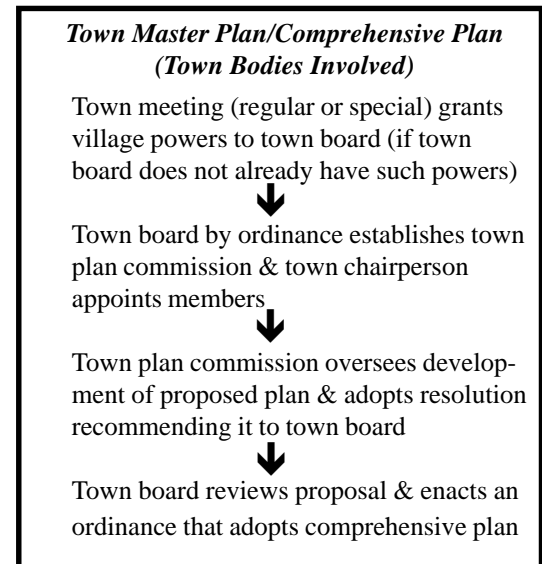 Town Master Plan/Comprehensive Plan
(Town Bodies Involved)
Town meeting (regular or special) grants
village powers to town board (if town
board does not already have such powers)
Town board by ordinance establishes town
plan commission & town chairperson
appoints members
Town plan commission oversees develop-
ment of proposed plan & adopts resolution
recommending it to town board
Town board reviews proposal & enacts an
ordinance that adopts comprehensive plan